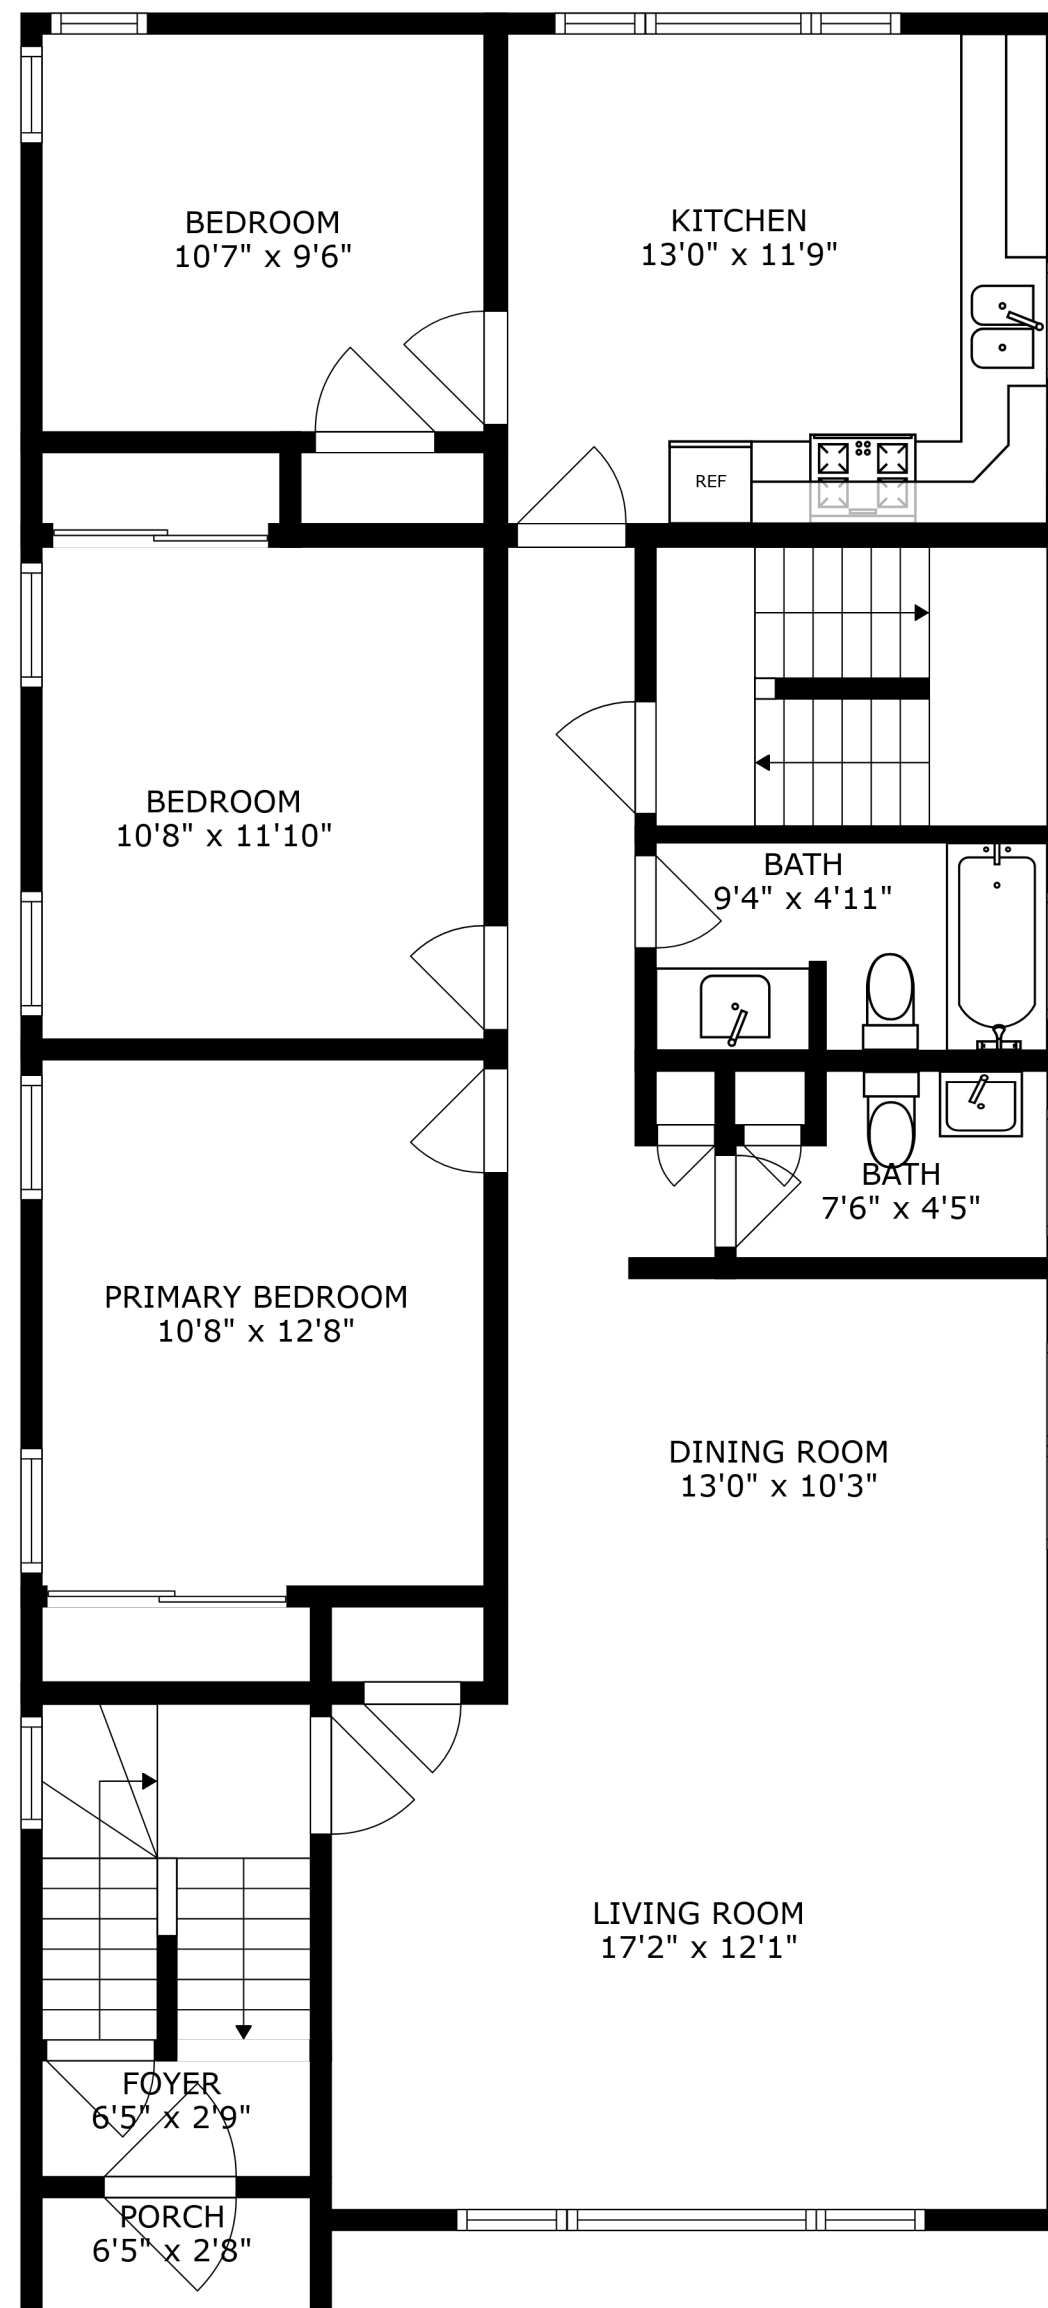 BEDROOM
10'7" x 9'6"
KITCHEN
13'0" x 11'9"
REF
BEDROOM
10'8" x 11'10"
BATH
9'4" x 4'11"
BATH
7'6" x 4'5"
PRIMARY BEDROOM
10'8" x 12'8"
DINING ROOM
13'0" x 10'3"
LIVING ROOM
17'2" x 12'1"
FOYER
6'5" x 2'9"
PORCH
6'5" x 2'8"